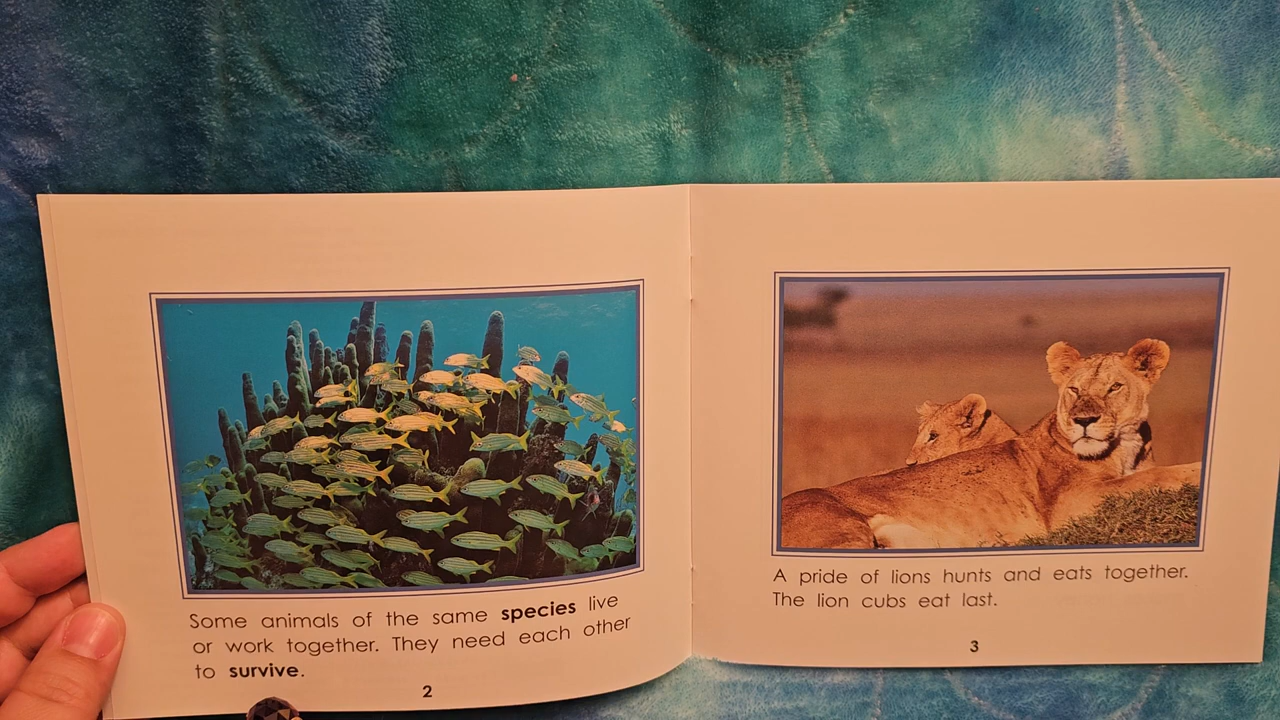 Some animals of the same species live
or work together. They need each other
to survive.
2
A pride of lions hunts and eats together.
The lion cubs eat last.
3